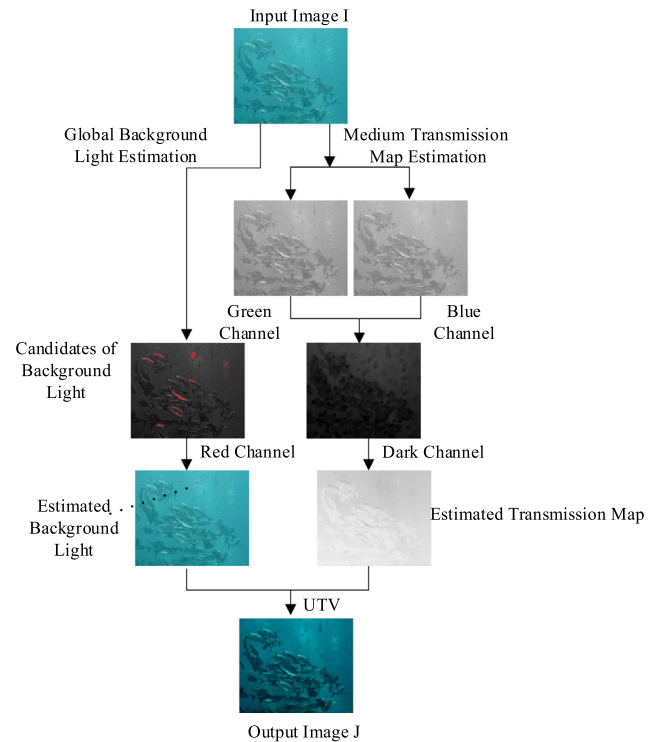 Input Image I
Global Background
Light Estimation
Medium Transmission
Map Estimation
Green
Channel
Blue
Channel
Candidates of
Background
Light
Red Channel
Dark Channel
Estimated
Background
Light
Estimated Transmission Map
UTV
Output Image J